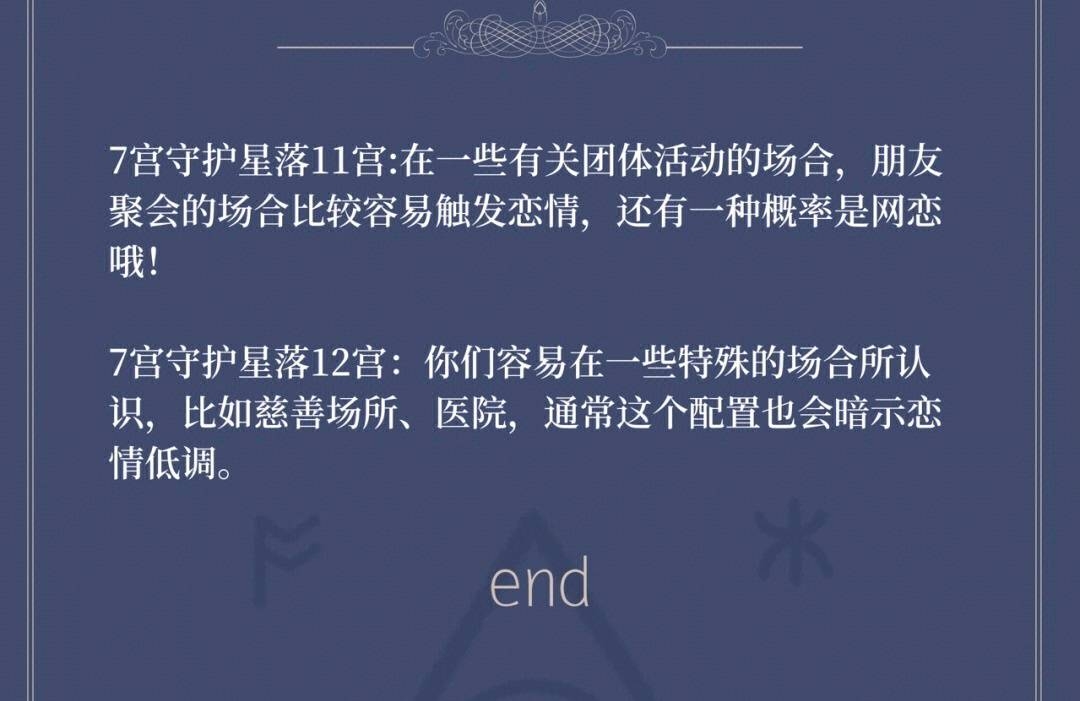 7宫守护星落11宫:在一些有关团体活动的场合，朋友
聚会的场合比较容易触发恋情，还有一种概率是网恋
哦！
7宫守护星落12宫：你们容易在一些特殊的场合所认
识，比如慈善场所、医院，通常这个配置也会暗示恋
情低调。
end